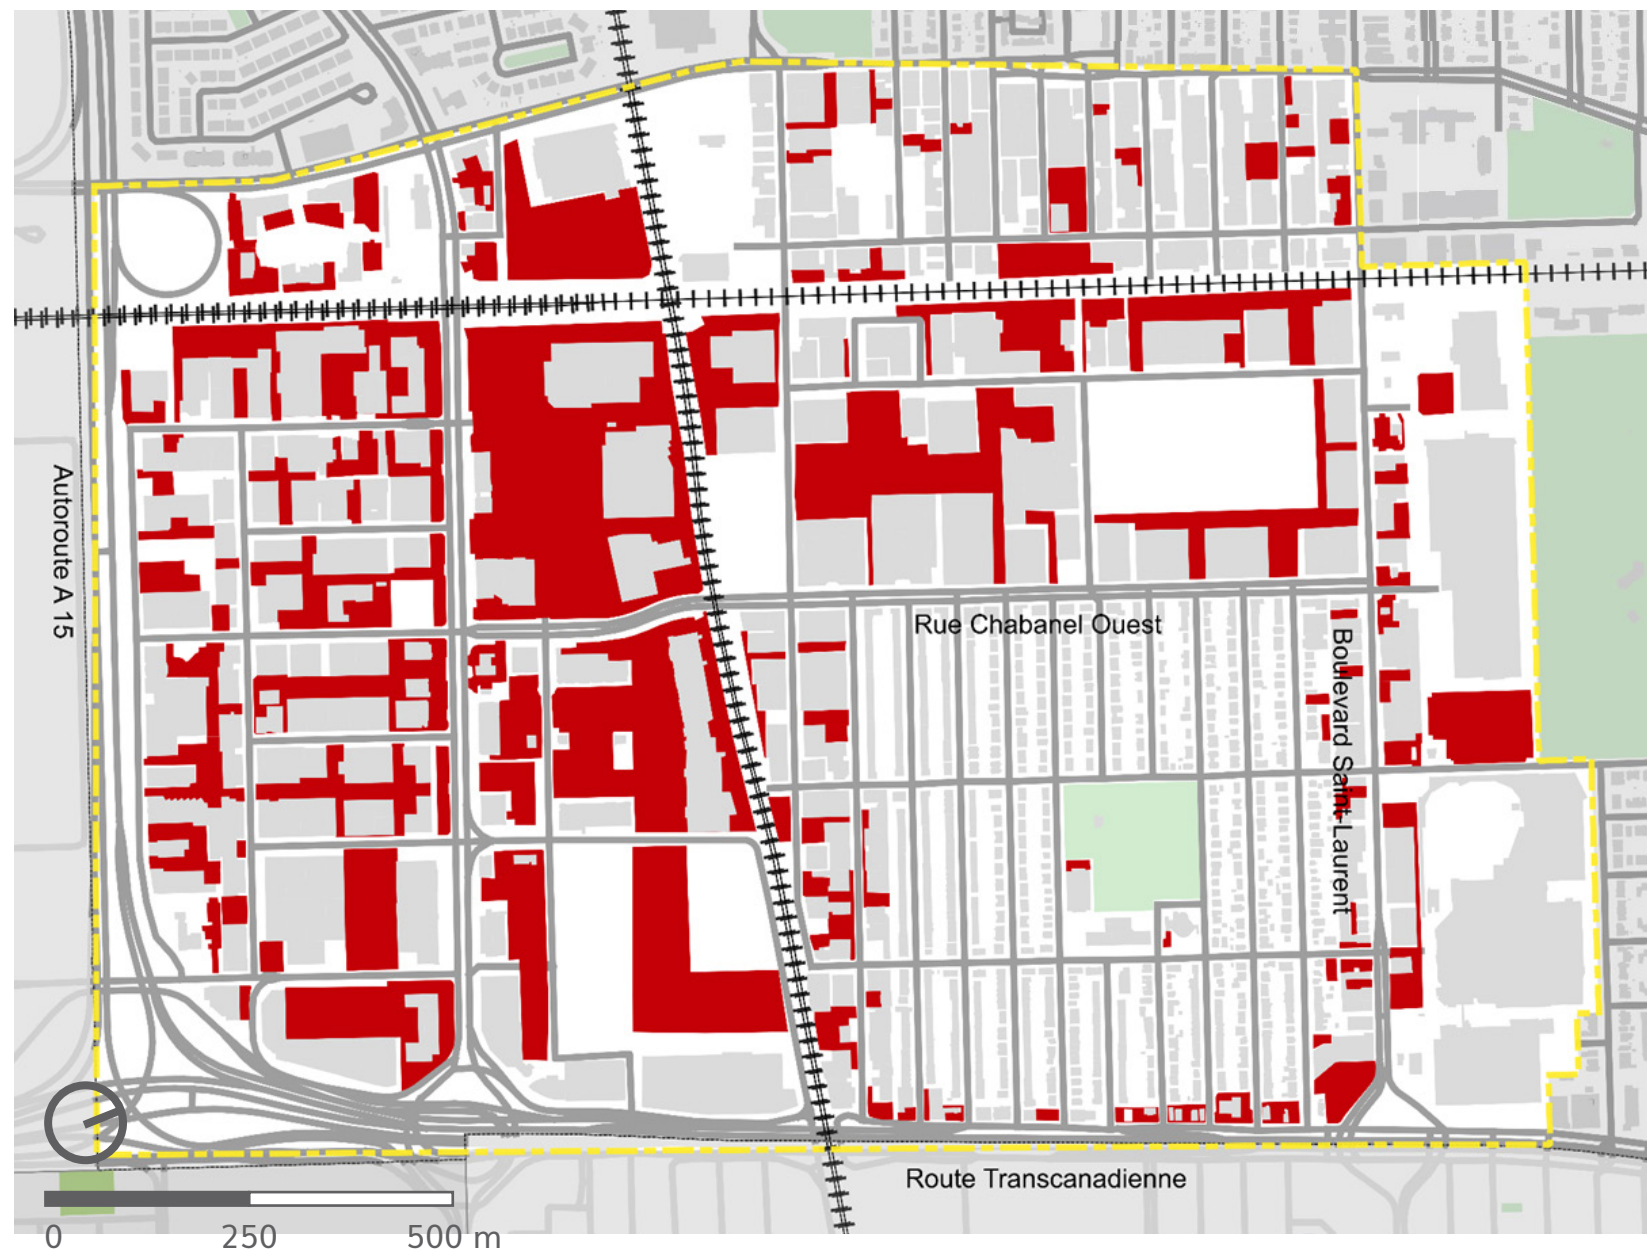 Autoroute A 15
Rue Chabanel Ouest
Boulevard Saint-Laurent
Route Transcanadienne
0 250 500 m